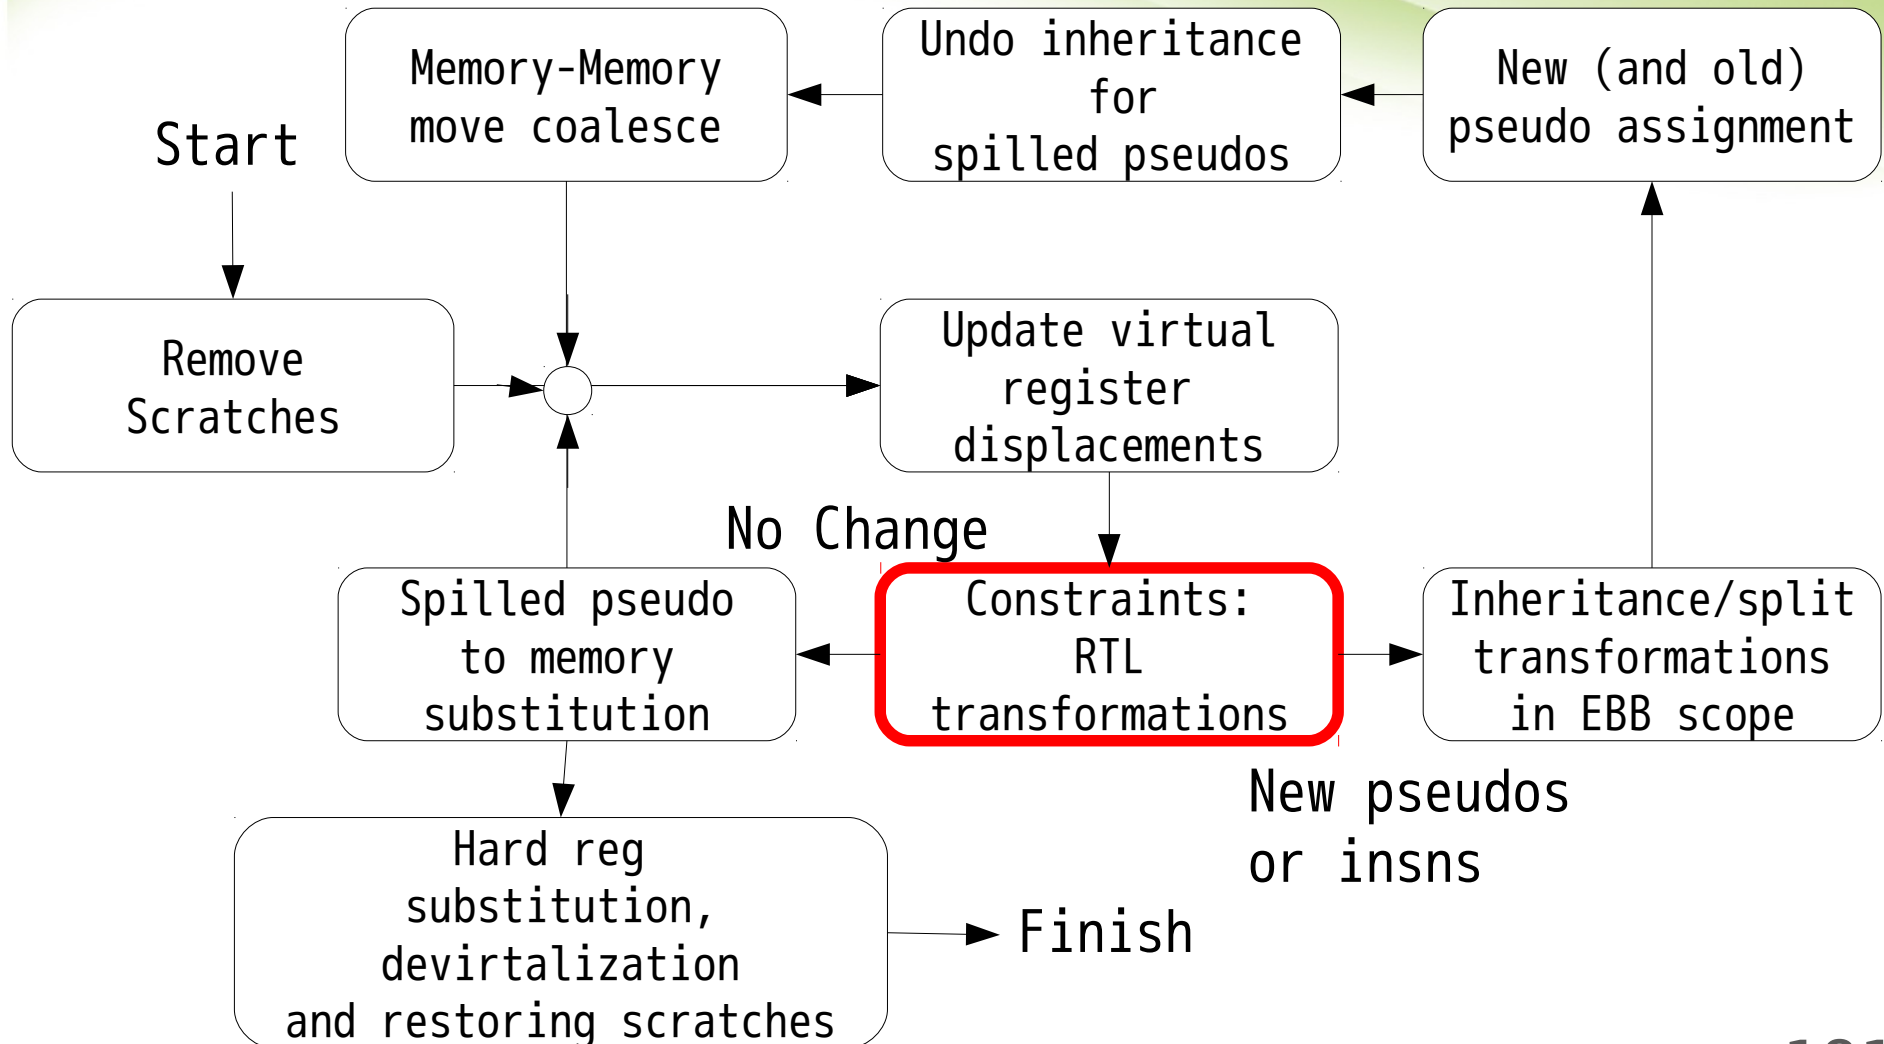 Memory-Memory
move coalesce
Undo inheritance
for
spilled pseudos
New (and old)
pseudo assignment
Start
Remove
Scratches
Update virtual
register
displacements
No Change
Spilled pseudo
to memory
substitution
Constraints:
RTL
transformations
Inheritance/split
transformations
in EBB scope
New pseudos
or insns
Hard reg
substitution,
devirtalization
and restoring scratches
Finish